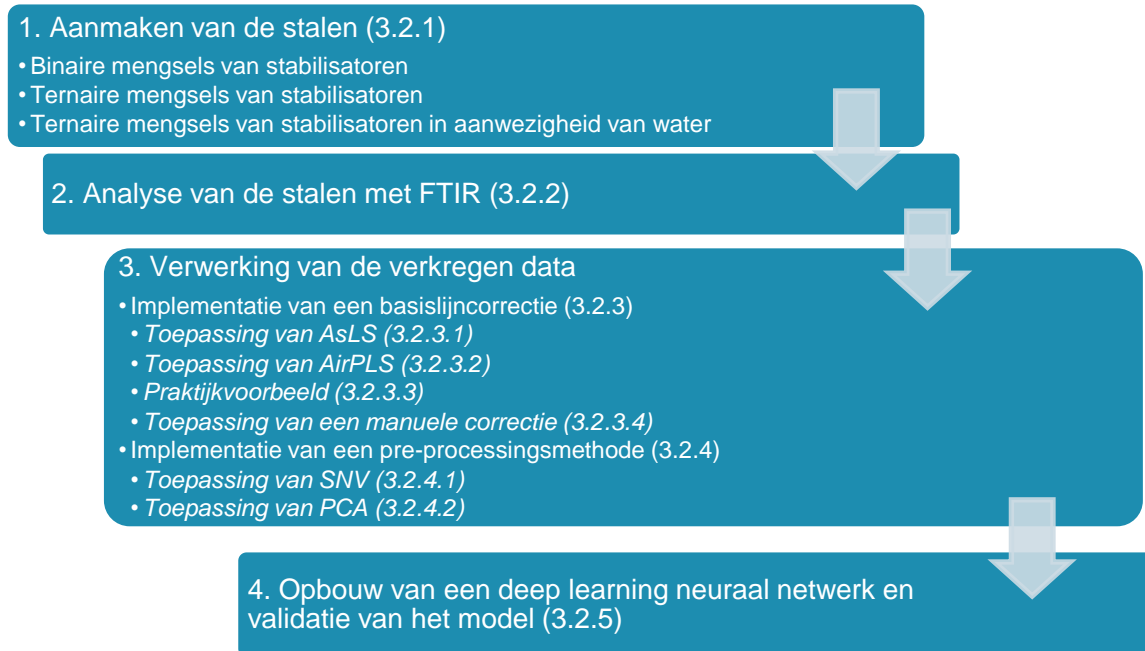 1. Aanmaken van de stalen (3.2.1)
• Binaire mengsels van stabilisatoren
• Ternaire mengsels van stabilisatoren
• Ternaire mengsels van stabilisatoren in aanwezigheid van water
2. Analyse van de stalen met FTIR (3.2.2)
3. Verwerking van de verkregen data
• Implementatie van een basislijncorrectie (3.2.3)
• Toepassing van AsLS (3.2.3.1)
• Toepassing van AirPLS (3.2.3.2)
• Praktijkvoorbeeld (3.2.3.3)
• Toepassing van een manuele correctie (3.2.3.4)
• Implementatie van een pre-processingsmethode (3.2.4)
• Toepassing van SNV (3.2.4.1)
• Toepassing van PCA (3.2.4.2)
4. Opbouw van een deep learning neuraal netwerk en
validatie van het model (3.2.5)